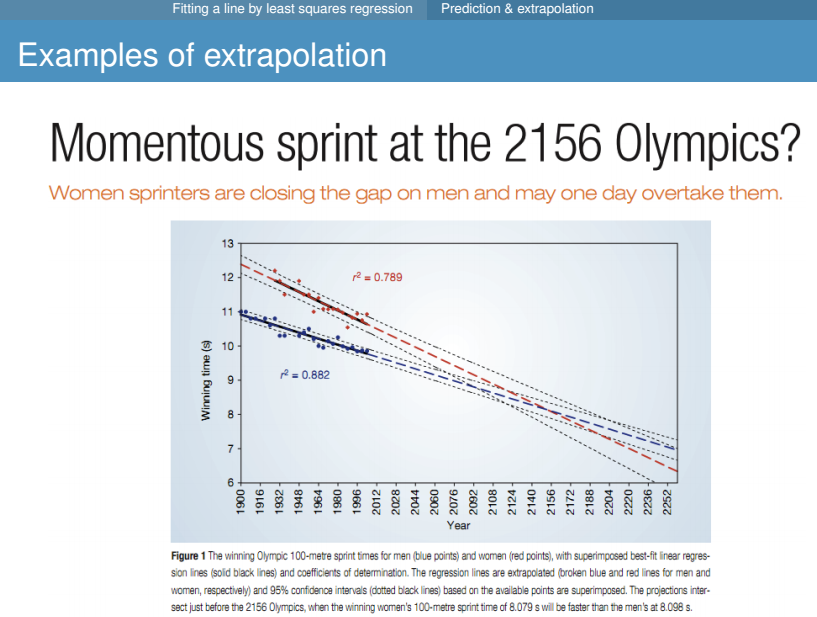 Fitting a line by least squares regression Prediction & extrapolation
Examples of extrapolation
Momentous sprint at the 2156 Olympics?
Women sprinters are closing the gap on men and may one day overtake them.
13
12
11
10
9
8
7
6
Winning time (s)
r² = 0.789
r² = 0.882
1900 1916 1932 1948 1964 1980 1996 2012 2028 2044 2060 2076 2092 2108 2124 2140 2156 2172 2188 2204 2220 2236 2252
Year
Figure 1 The winning Olympic 100-metre sprint times for men (blue points) and women (red points), with superimposed best-fit linear regres-
sion lines (solid black lines) and coefficients of determination. The regression lines are extrapolated (broken blue and red lines for men and
women, respectively) and 95% confidence intervals (dotted black lines) based on the available points are superimposed. The projections inter-
sect just before the 2156 Olympics, when the winning women's 100-metre sprint time of 8.079 s will be faster than the men's at 8.098 s.